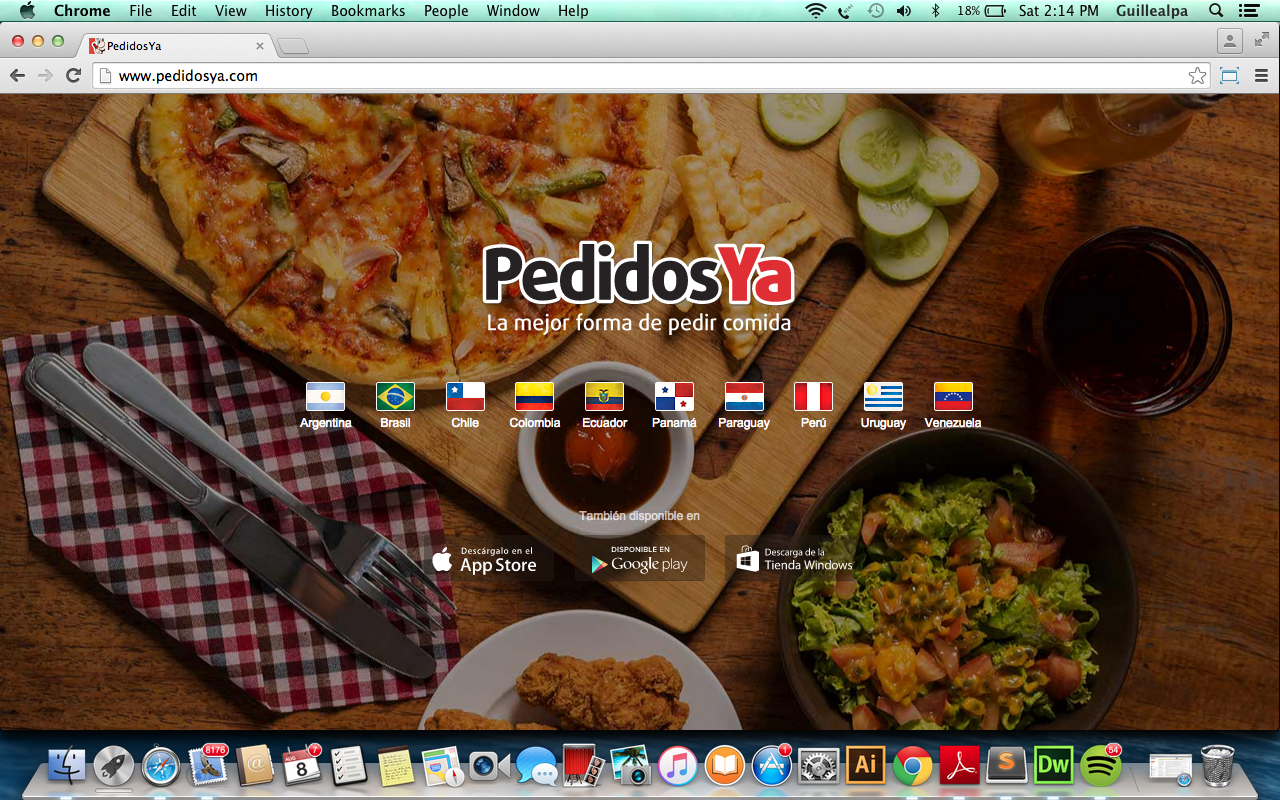 Chrome File Edit View History Bookmarks People Window Help 18% Sat 2:14 PM Guillealpa
PedidosYa
www.pedidosya.com
PedidosYa
La mejor forma de pedir comida
Argentina Brasil Chile Colombia Ecuador Panamá Paraguay Perú Uruguay Venezuela
También disponible en
Descárgalo en el
App Store
DISPONIBLE EN
Google play
Descarga de la
Tienda Windows
8176 7 1 54
8
Ai S Dw